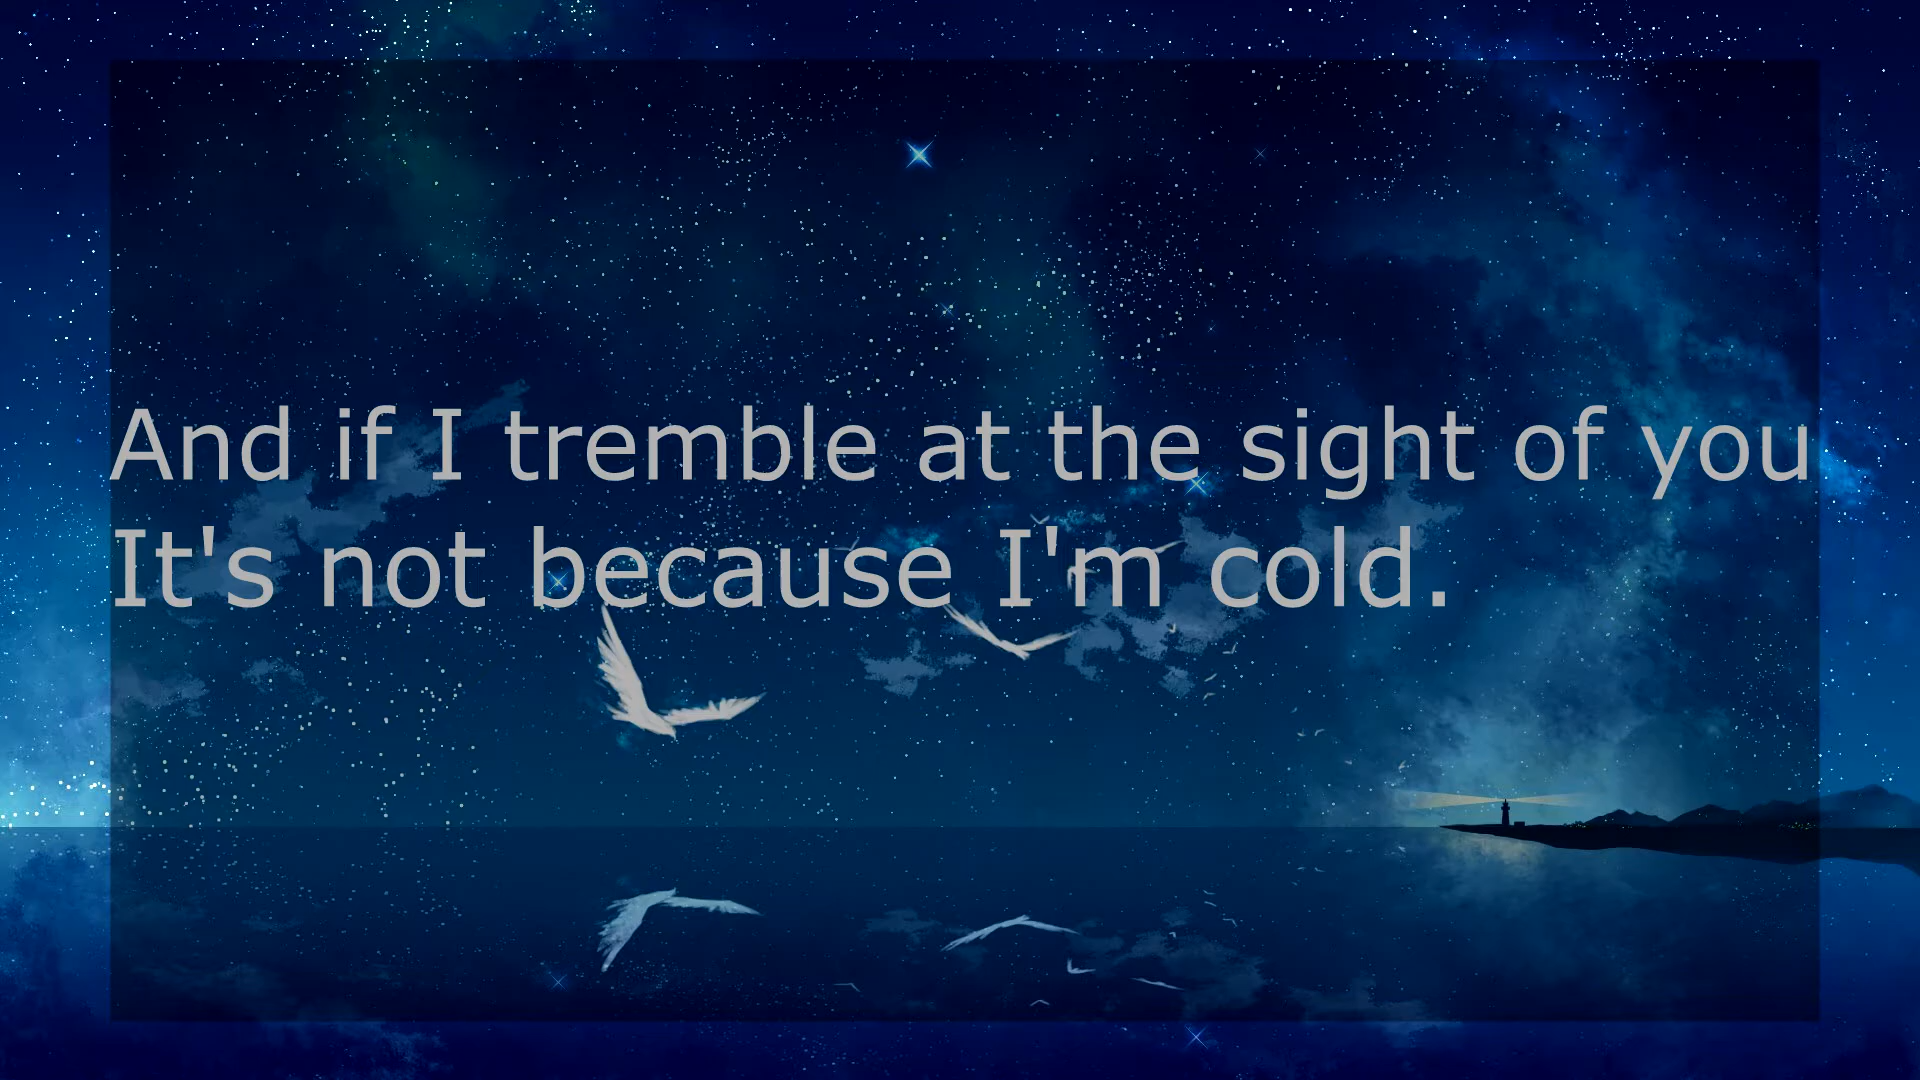 And if I tremble at the sight of you
It's not because I'm cold.